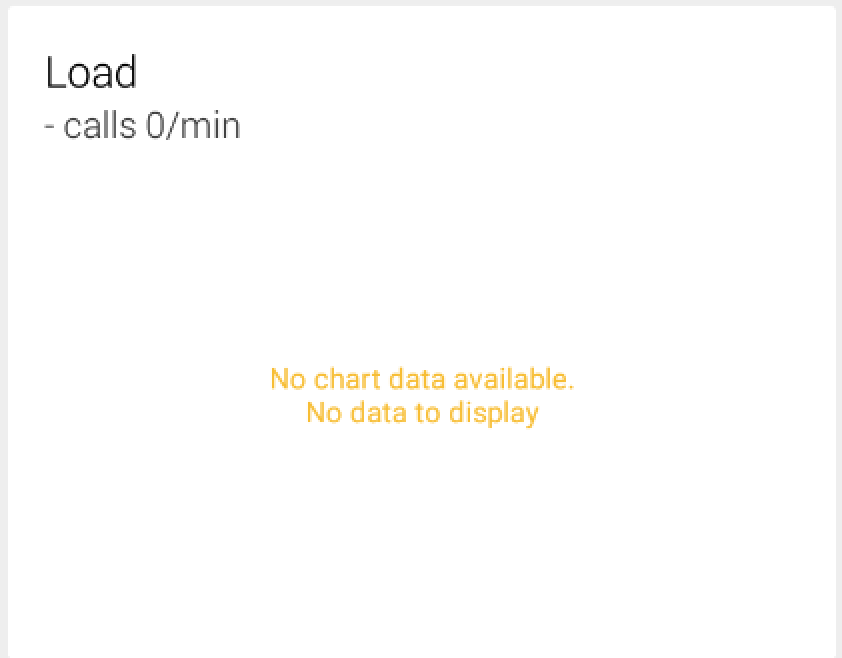 Load
- calls 0/min
No chart data available.
No data to display